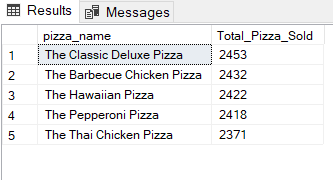 Results Messages
pizza_name Total_Pizza_Sold
1 The Classic Deluxe Pizza 2453
2 The Barbecue Chicken Pizza 2432
3 The Hawaiian Pizza 2422
4 The Pepperoni Pizza 2418
5 The Thai Chicken Pizza 2371